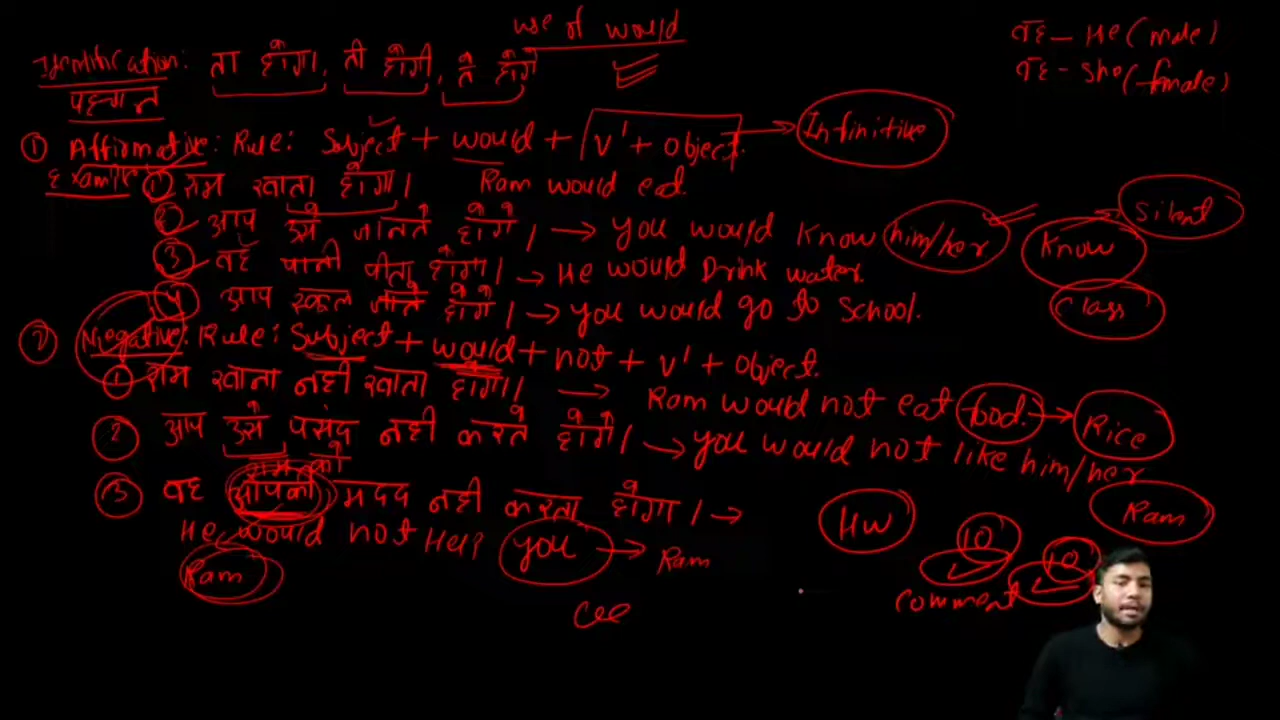 use of would
वह - He (male)
वह - she (female)
Identification: ता होगा, ती होगी, ते होंगे
पहचान
① Affirmative: Rule: Subject + would + V¹ + object. → Infinitive
Example ① राम खाता होगा। Ram would eat.
② आप उसे जानते होंगे। → you would know him/her know → silent
③ वह पानी पीता होगा। → He would Drink water. class
④ आप स्कूल जाते होंगे। → you would go to school.
② Negative: Rule: Subject + would + not + V¹ + object.
① राम खाना नही खाता होगा। → Ram would not eat food. → Rice
② आप उसे पसंद नही करते होंगे। → you would not like him/her
राम को
③ वह आपकी मदद नही करता होगा। → HW Ram
He would not Help you → Ram 10 10
Ram comment